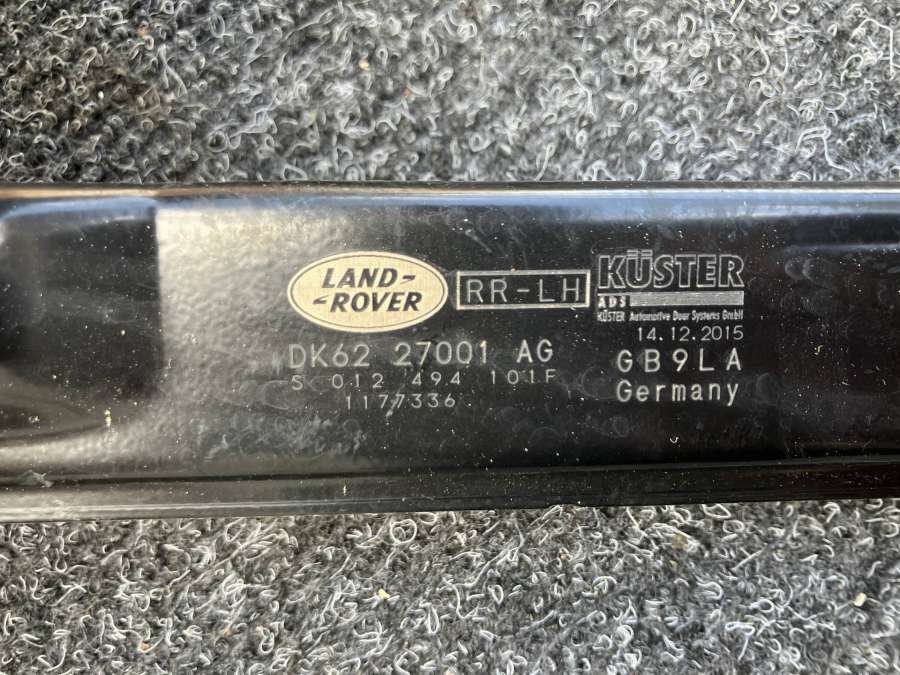 LAND-
-ROVER
RR-LH
KÜSTER
ADS
KÜSTER Automotive Door Systems GmbH
14.12.2015
DK62 27001 AG
GB9LA
S 012 494 101F
Germany
1177336